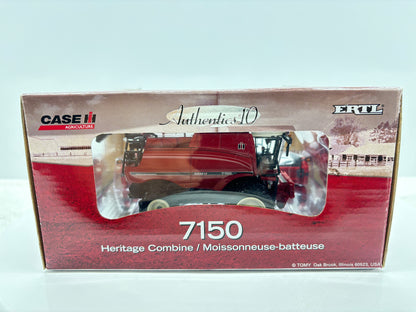 CASE IH
AGRICULTURE
Authentics 10
ERTL
7150
Heritage Combine / Moissonneuse-batteuse
© TOMY Oak Brook, Illinois 60523, USA